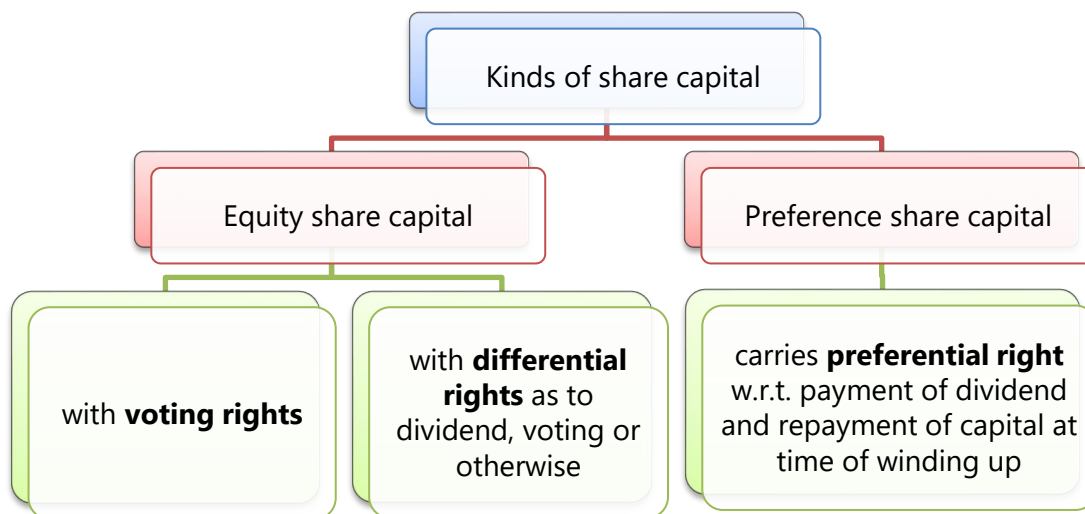 Kinds of share capital
Equity share capital
Preference share capital
with voting rights
with differential
rights as to
dividend, voting or
otherwise
carries preferential right
w.r.t. payment of dividend
and repayment of capital at
time of winding up